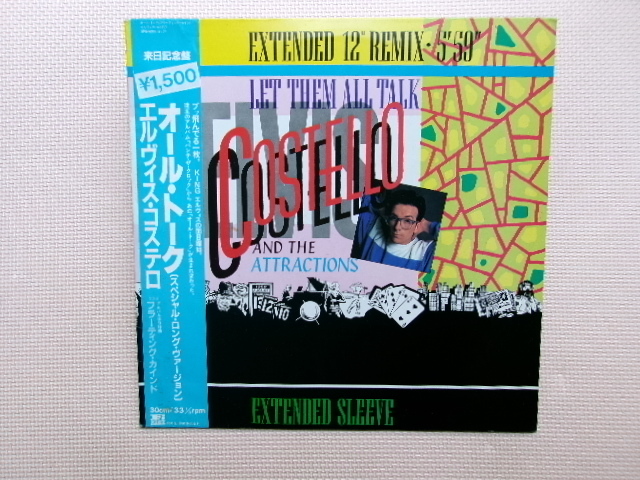 EXTENDED 12" REMIX · 5'59"
LET THEM ALL TALK
ELVIS
COSTELLO
COSTELLO
AND THE
ATTRACTIONS
EXTENDED SLEEVE
来日記念盤
¥1,500
オール・トーク(スペシャル・ロング・ヴァージョン)
エルヴィス・コステロ
フラーティング・カインド
30cm/33⅓rpm